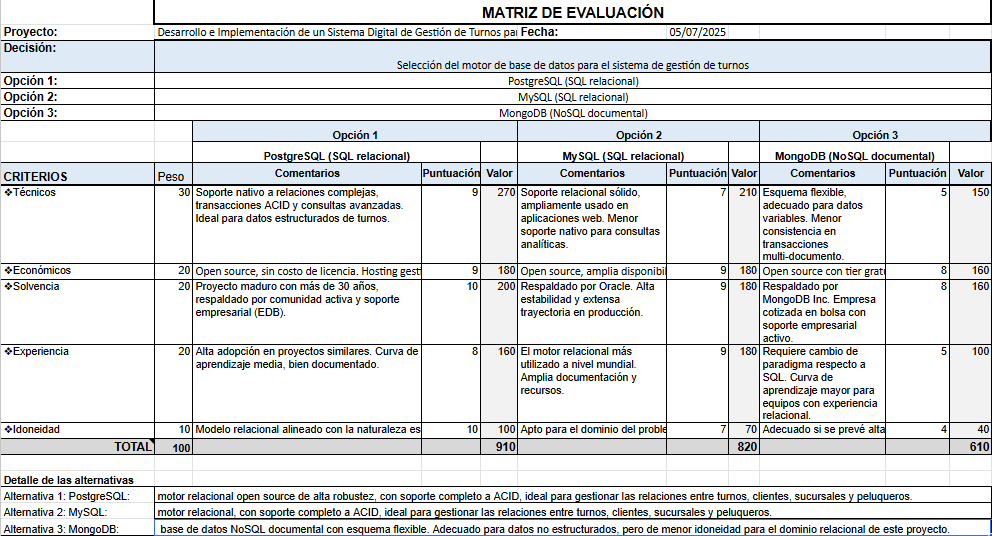 MATRIZ DE EVALUACIÓN
Proyecto: Desarrollo e Implementación de un Sistema Digital de Gestión de Turnos par Fecha: 05/07/2025
Decisión:
Selección del motor de base de datos para el sistema de gestión de turnos
Opción 1: PostgreSQL (SQL relacional)
Opción 2: MySQL (SQL relacional)
Opción 3: MongoDB (NoSQL documental)
Opción 1 Opción 2 Opción 3
PostgreSQL (SQL relacional) MySQL (SQL relacional) MongoDB (NoSQL documental)
CRITERIOS Peso Comentarios Puntuación Valor Comentarios Puntuación Valor Comentarios Puntuación Valor
❖Técnicos 30 Soporte nativo a relaciones complejas, 9 270 Soporte relacional sólido, 7 210 Esquema flexible, 5 150
transacciones ACID y consultas avanzadas. ampliamente usado en adecuado para datos
Ideal para datos estructurados de turnos. aplicaciones web. Menor variables. Menor
soporte nativo para consultas consistencia en
analíticas. transacciones
multi-documento.
❖Económicos 20 Open source, sin costo de licencia. Hosting gest 9 180 Open source, amplia disponibil 9 180 Open source con tier grat 8 160
❖Solvencia 20 Proyecto maduro con más de 30 años, 10 200 Respaldado por Oracle. Alta 9 180 Respaldado por 8 160
respaldado por comunidad activa y soporte estabilidad y extensa MongoDB Inc. Empresa
empresarial (EDB). trayectoria en producción. cotizada en bolsa con
soporte empresarial
activo.
❖Experiencia 20 Alta adopción en proyectos similares. Curva de 8 160 El motor relacional más 9 180 Requiere cambio de 5 100
aprendizaje media, bien documentado. utilizado a nivel mundial. paradigma respecto a
Amplia documentación y SQL. Curva de
recursos. aprendizaje mayor para
equipos con experiencia
relacional.
❖Idoneidad 10 Modelo relacional alineado con la naturaleza es 10 100 Apto para el dominio del proble 7 70 Adecuado si se prevé alta 4 40
TOTAL 100 910 820 610
Detalle de las alternativas
Alternativa 1: PostgreSQL: motor relacional open source de alta robustez, con soporte completo a ACID, ideal para gestionar las relaciones entre turnos, clientes, sucursales y peluqueros.
Alternativa 2: MySQL: motor relacional, con soporte completo a ACID, ideal para gestionar las relaciones entre turnos, clientes, sucursales y peluqueros.
Alternativa 3: MongoDB: base de datos NoSQL documental con esquema flexible. Adecuado para datos no estructurados, pero de menor idoneidad para el dominio relacional de este proyecto.